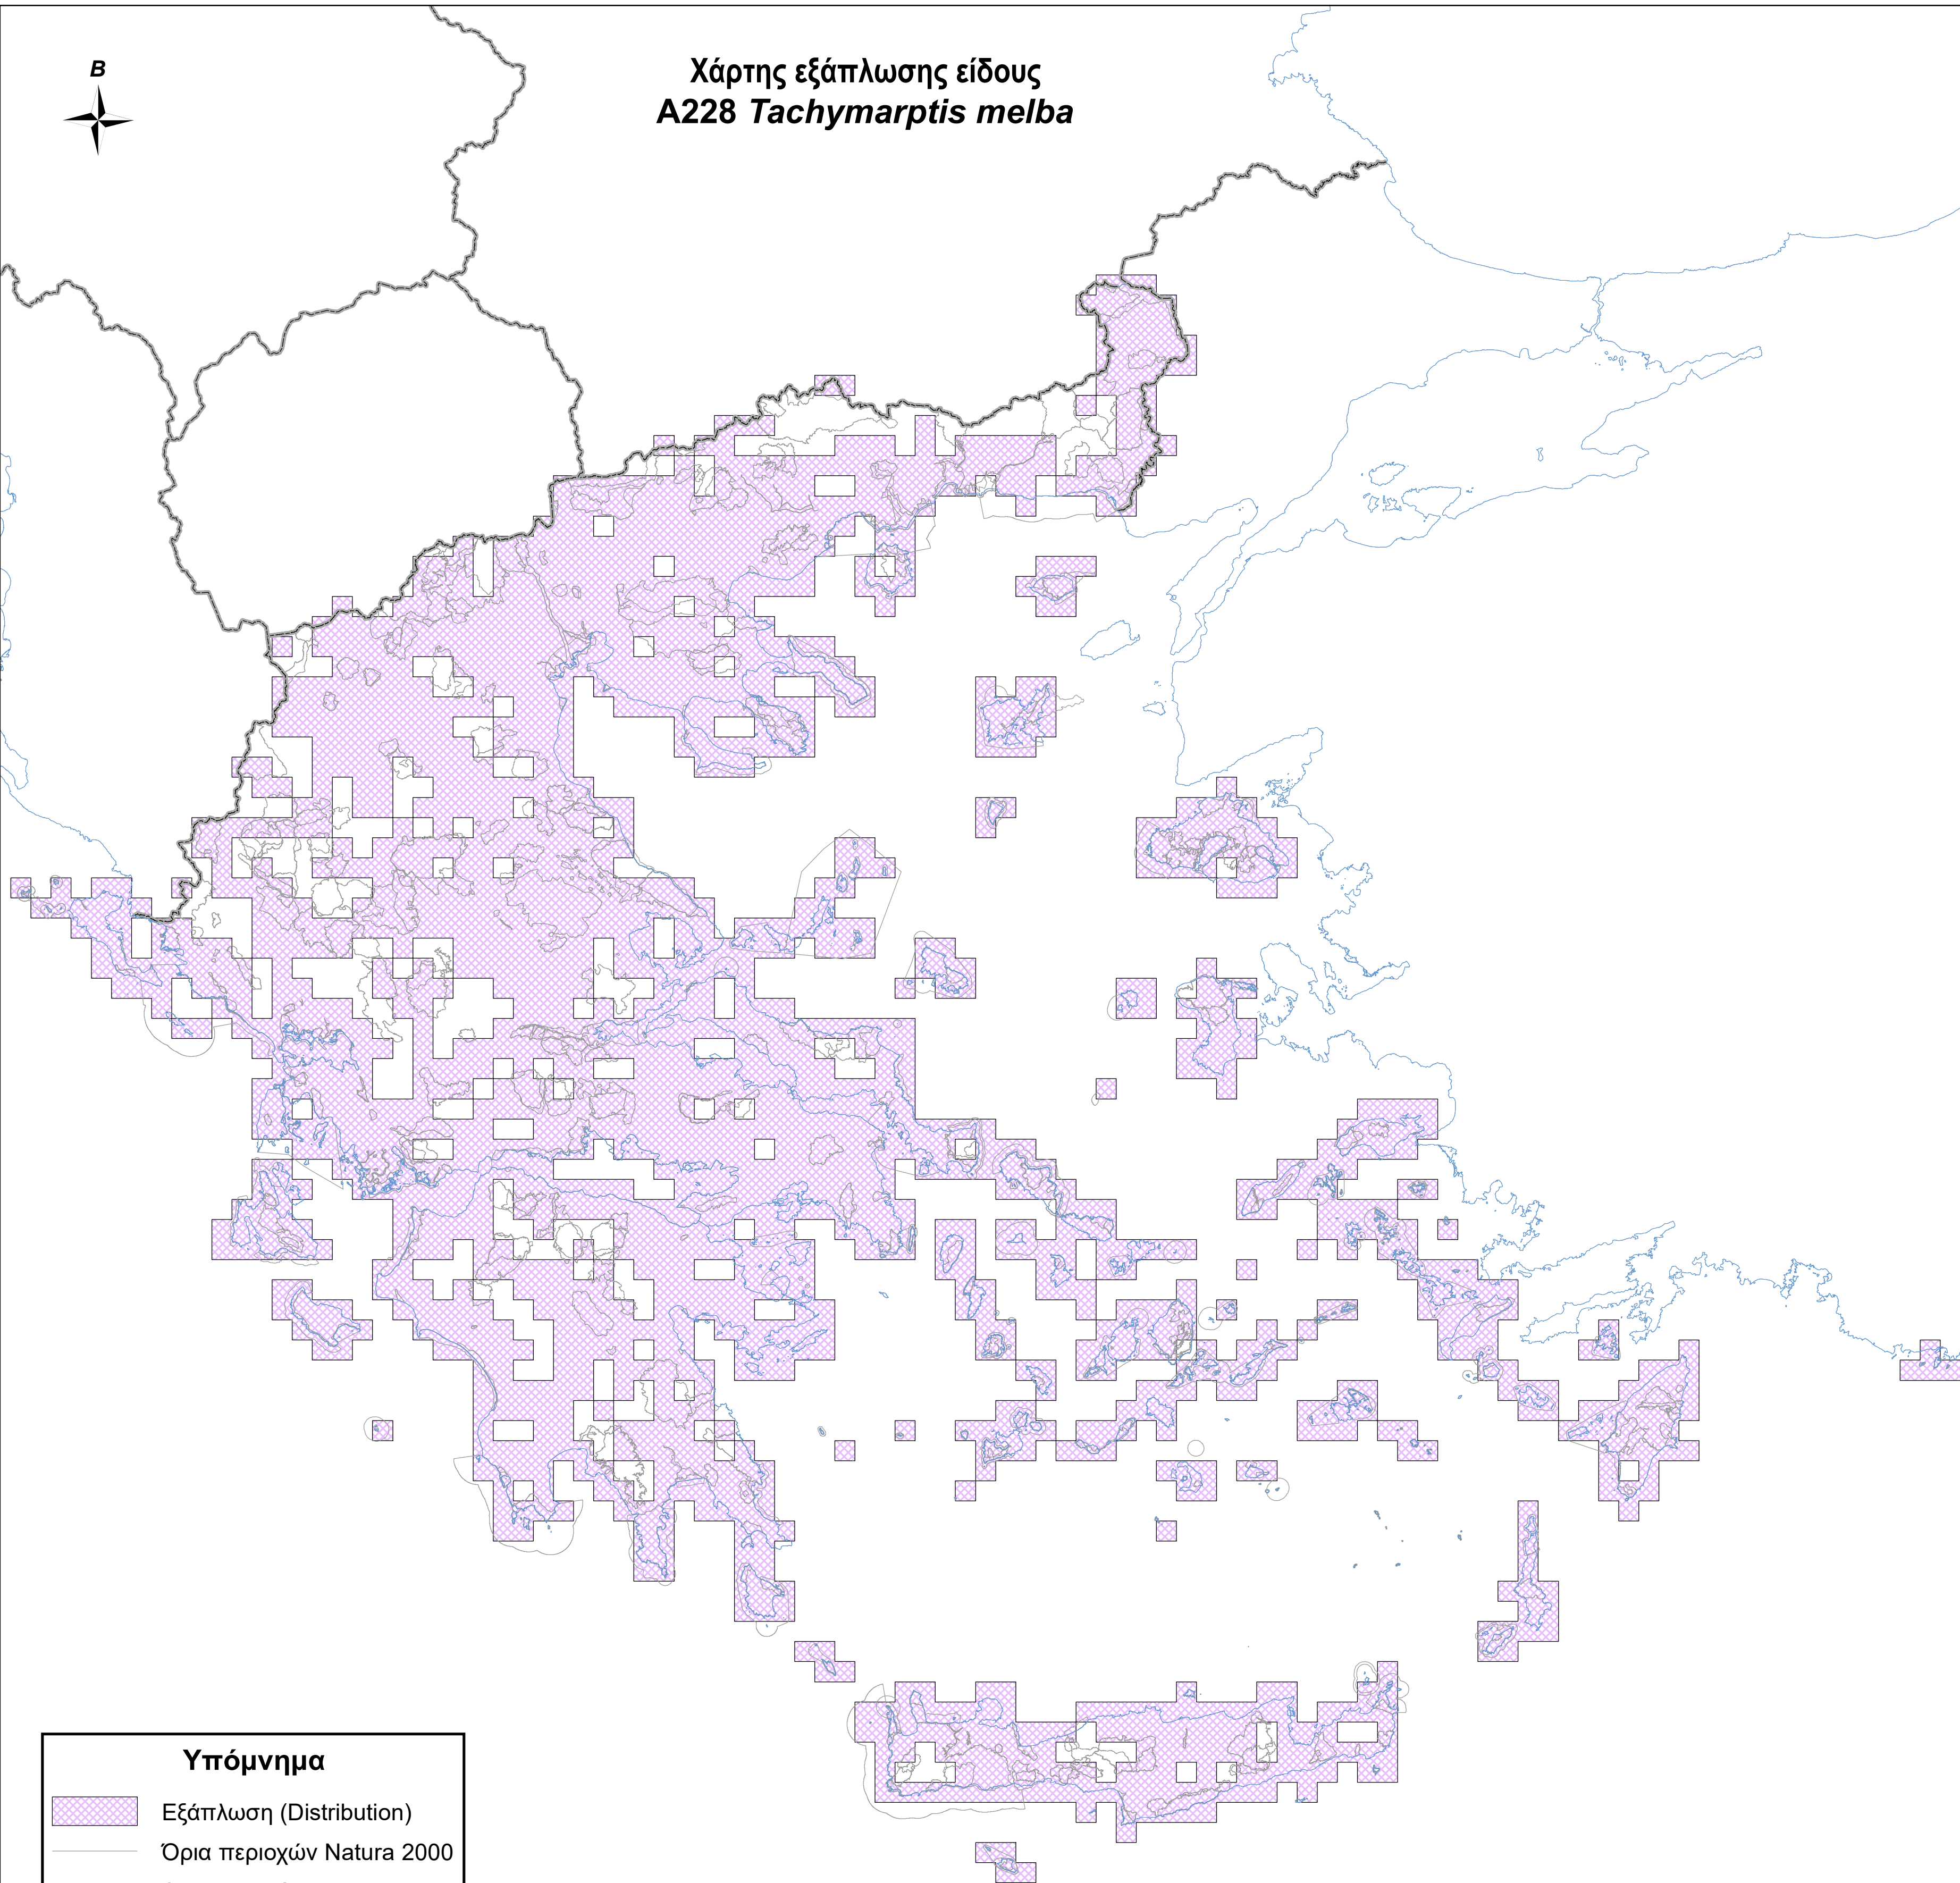 B
Χάρτης εξάπλωσης είδους
A228 Tachymarptis melba
Υπόμνημα
Εξάπλωση (Distribution)
Όρια περιοχών Natura 2000